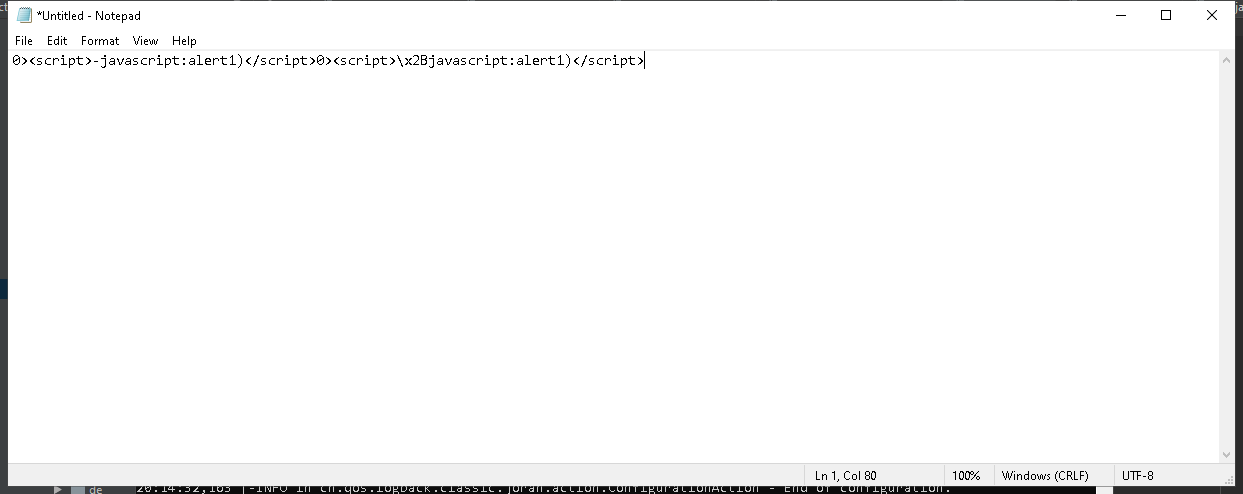 *Untitled - Notepad
File Edit Format View Help
0><script>-javascript:alert1)</script>0><script>\x2Bjavascript:alert1)</script>
Ln 1, Col 80 100% Windows (CRLF) UTF-8
de 20:14:32,163 |-INFO in ch.qos.logback.classic.joran.action.ConfigurationAction - End of configuration.